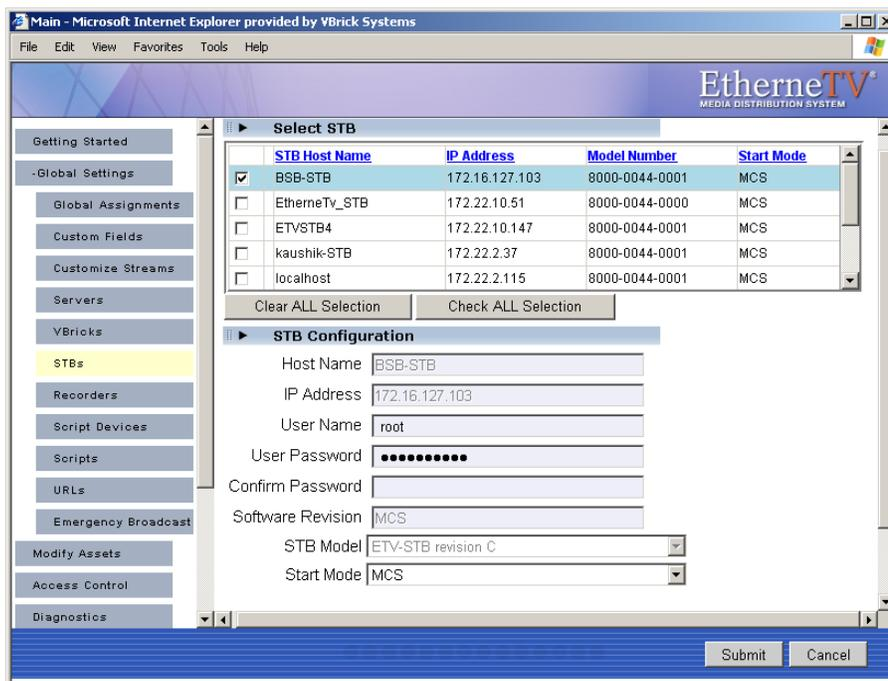 Main - Microsoft Internet Explorer provided by VBrick Systems
File Edit View Favorites Tools Help
EtherneTV®
MEDIA DISTRIBUTION SYSTEM
Getting Started
-Global Settings
Global Assignments
Custom Fields
Customize Streams
Servers
VBricks
STBs
Recorders
Script Devices
Scripts
URLs
Emergency Broadcast
Modify Assets
Access Control
Diagnostics
Select STB
STB Host Name IP Address Model Number Start Mode
BSB-STB 172.16.127.103 8000-0044-0001 MCS
EtherneTv_STB 172.22.10.51 8000-0044-0000 MCS
ETVSTB4 172.22.10.147 8000-0044-0001 MCS
kaushik-STB 172.22.2.37 8000-0044-0001 MCS
localhost 172.22.2.115 8000-0044-0001 MCS
Clear ALL Selection Check ALL Selection
STB Configuration
Host Name BSB-STB
IP Address 172.16.127.103
User Name root
User Password ●●●●●●●●●●
Confirm Password
Software Revision MCS
STB Model ETV-STB revision C
Start Mode MCS
Submit Cancel